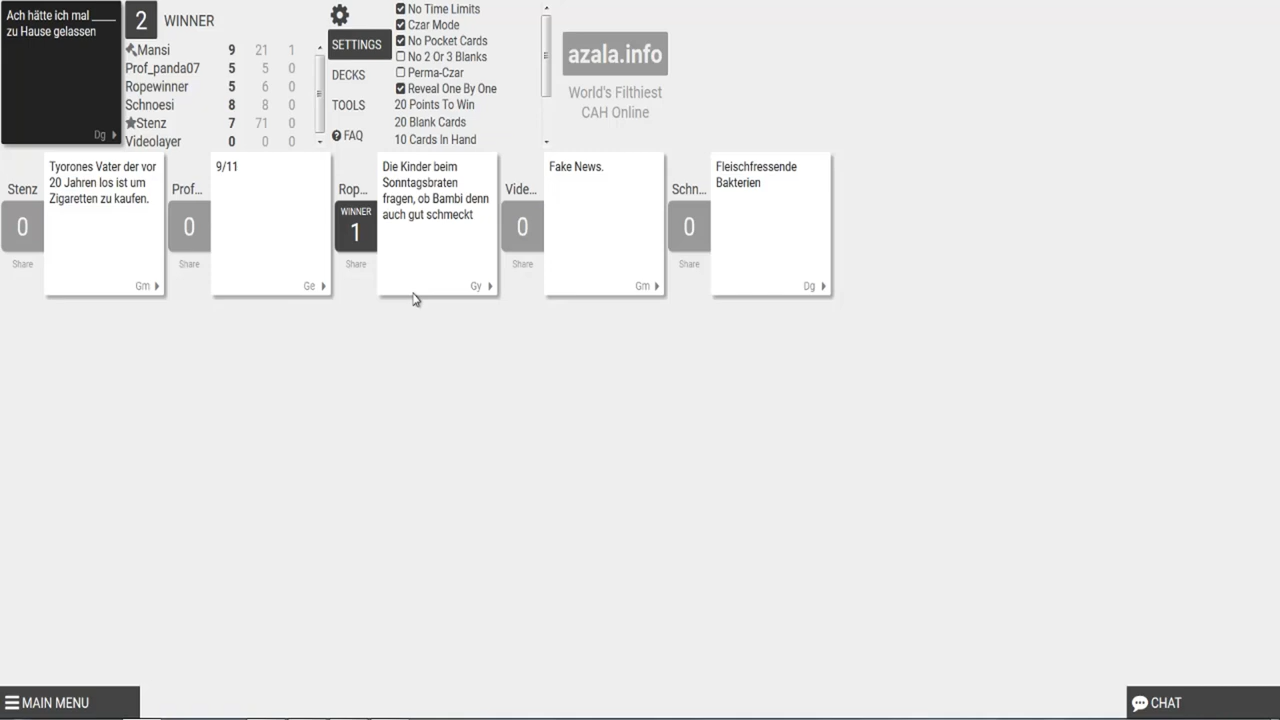 Ach hätte ich mal ____
zu Hause gelassen
Dg
2 WINNER
Mansi 9 21 1
Prof_panda07 5 5 0
Ropewinner 5 6 0
Schnoesi 8 8 0
Stenz 7 71 0
Videolayer 0 0 0
SETTINGS
DECKS
TOOLS
FAQ
No Time Limits
Czar Mode
No Pocket Cards
No 2 Or 3 Blanks
Perma-Czar
Reveal One By One
20 Points To Win
20 Blank Cards
10 Cards In Hand
azala.info
World's Filthiest
CAH Online
Stenz
0
Share
Tyorones Vater der vor
20 Jahren los ist um
Zigaretten zu kaufen.
Gm
Prof...
0
Share
9/11
Ge
Rop...
WINNER
1
Share
Die Kinder beim
Sonntagsbraten
fragen, ob Bambi denn
auch gut schmeckt
Gy
Vide...
0
Share
Fake News.
Gm
Schn...
0
Share
Fleischfressende
Bakterien
Dg
MAIN MENU
CHAT